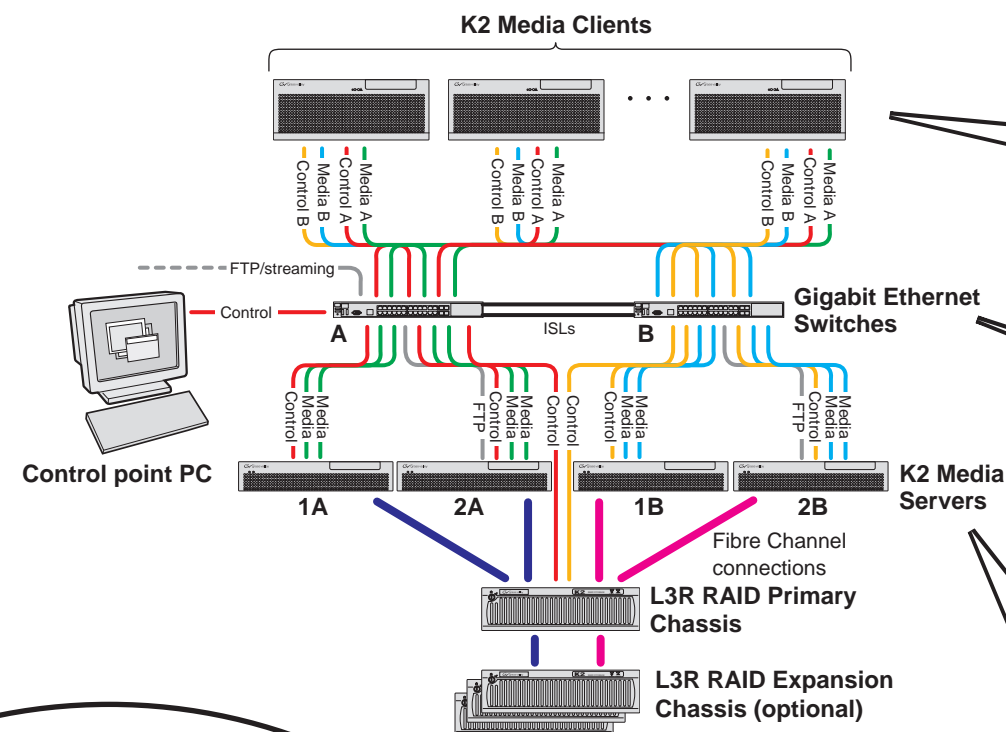 K2 Media Clients
Control B
Media B
Control A
Media A
Control B
Media B
Control A
Media A
Control B
Media B
Control A
Media A
FTP/streaming
Control
A
ISLs
B
Gigabit Ethernet
Switches
Control
Media
Media
FTP
Control
Media
Media
Control
Control
Control
Media
Media
FTP
Control
Media
Media
Control point PC
1A
2A
1B
2B
K2 Media
Servers
Fibre Channel
connections
K2
L3R RAID Primary
Chassis
K2
L3R RAID Expansion
Chassis (optional)